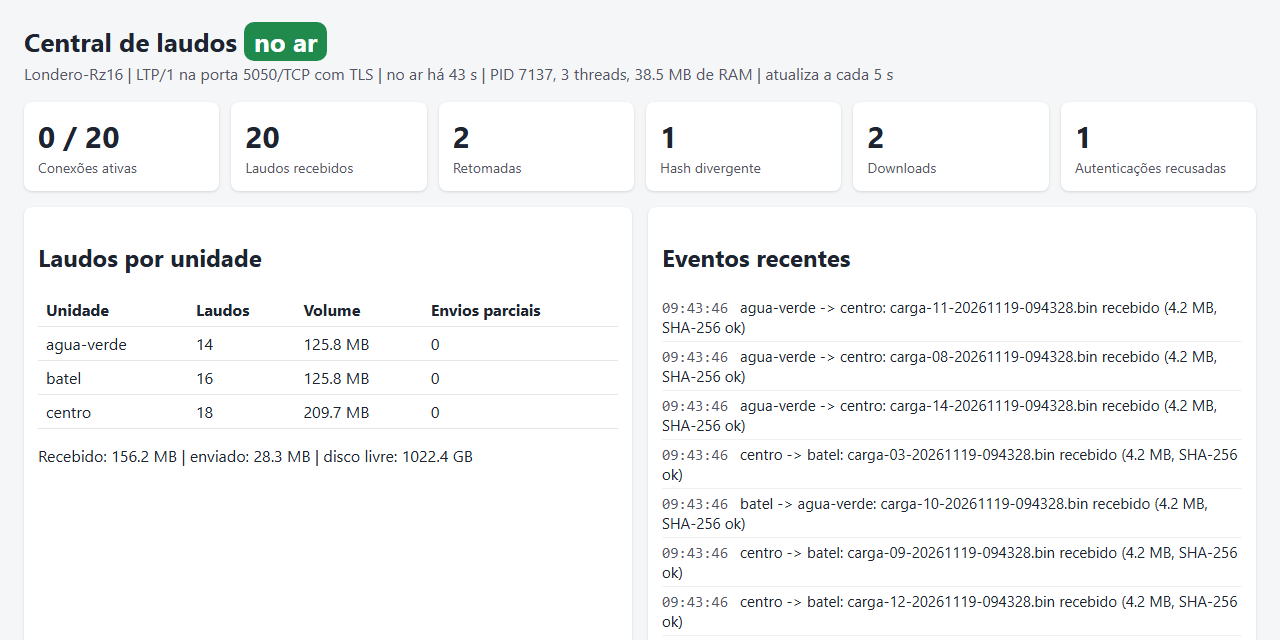 Central de laudos no ar
Londero-Rz16 | LTP/1 na porta 5050/TCP com TLS | no ar há 43 s | PID 7137, 3 threads, 38.5 MB de RAM | atualiza a cada 5 s
0 / 20
Conexões ativas
20
Laudos recebidos
2
Retomadas
1
Hash divergente
2
Downloads
1
Autenticações recusadas
Laudos por unidade
Unidade Laudos Volume Envios parciais
agua-verde 14 125.8 MB 0
batel 16 125.8 MB 0
centro 18 209.7 MB 0
Recebido: 156.2 MB | enviado: 28.3 MB | disco livre: 1022.4 GB
Eventos recentes
09:43:46 agua-verde -> centro: carga-11-20261119-094328.bin recebido (4.2 MB,
SHA-256 ok)
09:43:46 agua-verde -> centro: carga-08-20261119-094328.bin recebido (4.2 MB,
SHA-256 ok)
09:43:46 agua-verde -> centro: carga-14-20261119-094328.bin recebido (4.2 MB,
SHA-256 ok)
09:43:46 centro -> batel: carga-03-20261119-094328.bin recebido (4.2 MB, SHA-256
ok)
09:43:46 batel -> agua-verde: carga-10-20261119-094328.bin recebido (4.2 MB,
SHA-256 ok)
09:43:46 centro -> batel: carga-09-20261119-094328.bin recebido (4.2 MB, SHA-256
ok)
09:43:46 centro -> batel: carga-12-20261119-094328.bin recebido (4.2 MB, SHA-256
ok)